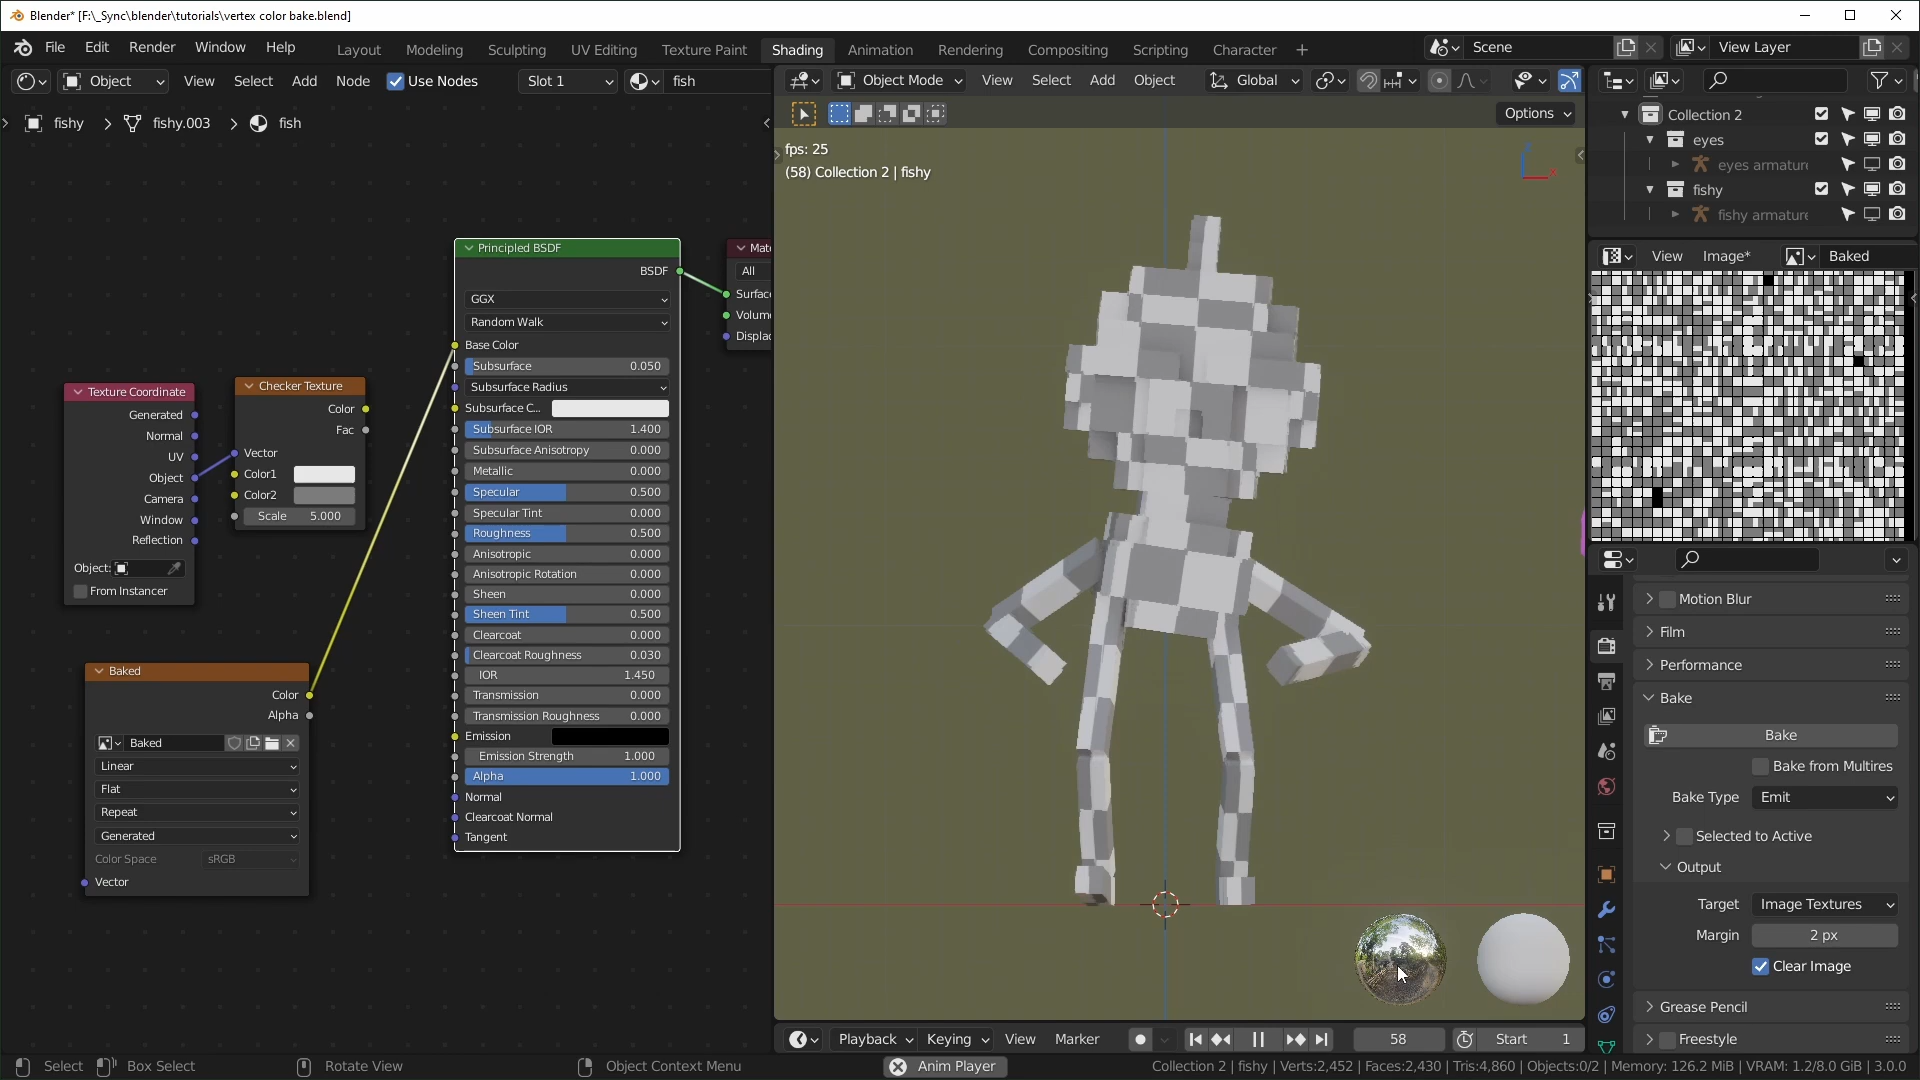 Blender* [F:\_Sync\blender\tutorials\vertex color bake.blend]
File Edit Render Window Help
Layout Modeling Sculpting UV Editing Texture Paint Shading Animation Rendering Compositing Scripting Character +
Scene
View Layer
Object View Select Add Node Use Nodes Slot 1 fish
Object Mode View Select Add Object Global
fishy > fishy.003 > fish
Options
fps: 25
(58) Collection 2 | fishy
Collection 2
eyes
eyes armature
fishy
fishy armature
View Image* Baked
Texture Coordinate
Generated
Normal
UV
Object
Camera
Window
Reflection
Object:
From Instancer
Checker Texture
Color
Fac
Vector
Color1
Color2
Scale 5.000
Baked
Color
Alpha
Baked
Linear
Flat
Repeat
Generated
Color Space sRGB
Vector
Principled BSDF
BSDF
GGX
Random Walk
Base Color
Subsurface 0.050
Subsurface Radius
Subsurface C...
Subsurface IOR 1.400
Subsurface Anisotropy 0.000
Metallic 0.000
Specular 0.500
Specular Tint 0.000
Roughness 0.500
Anisotropic 0.000
Anisotropic Rotation 0.000
Sheen 0.000
Sheen Tint 0.500
Clearcoat 0.000
Clearcoat Roughness 0.030
IOR 1.450
Transmission 0.000
Transmission Roughness 0.000
Emission
Emission Strength 1.000
Alpha 1.000
Normal
Clearcoat Normal
Tangent
Mate
All
Surface
Volume
Displac
Motion Blur
Film
Performance
Bake
Bake
Bake from Multires
Bake Type Emit
Selected to Active
Output
Target Image Textures
Margin 2 px
Clear Image
Grease Pencil
Freestyle
Playback Keying View Marker 58 Start 1
Select Box Select Rotate View Object Context Menu Anim Player Collection 2 | fishy | Verts:2,452 | Faces:2,430 | Tris:4,860 | Objects:0/2 | Memory: 126.2 MiB | VRAM: 1.2/8.0 GiB | 3.0.0